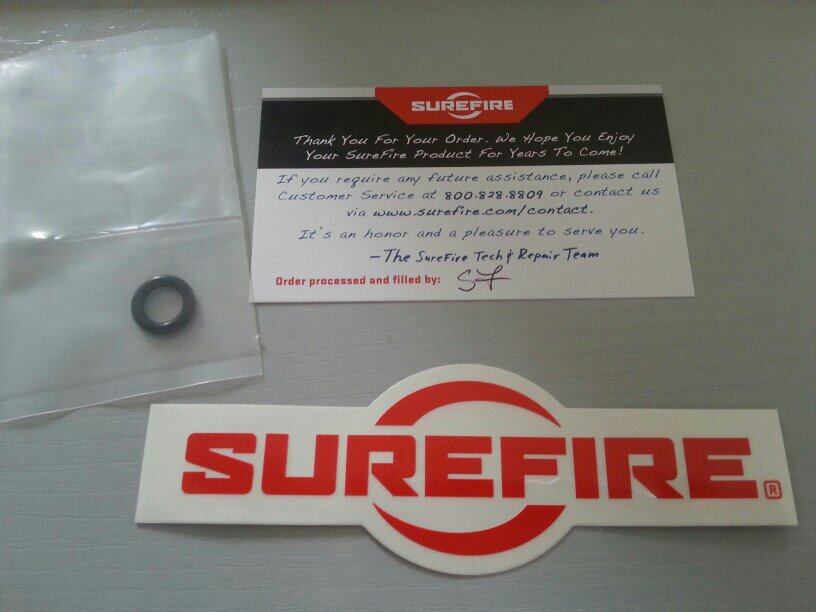 SUREFIRE
Thank You For Your Order. We Hope You Enjoy
Your SureFire Product For Years To Come!
If you require any future assistance, please call
Customer Service at 800.828.8809 or contact us
via www.surefire.com/contact.
It's an honor and a pleasure to serve you.
-The SureFire Tech & Repair Team
Order processed and filled by: SF
SUREFIRE®